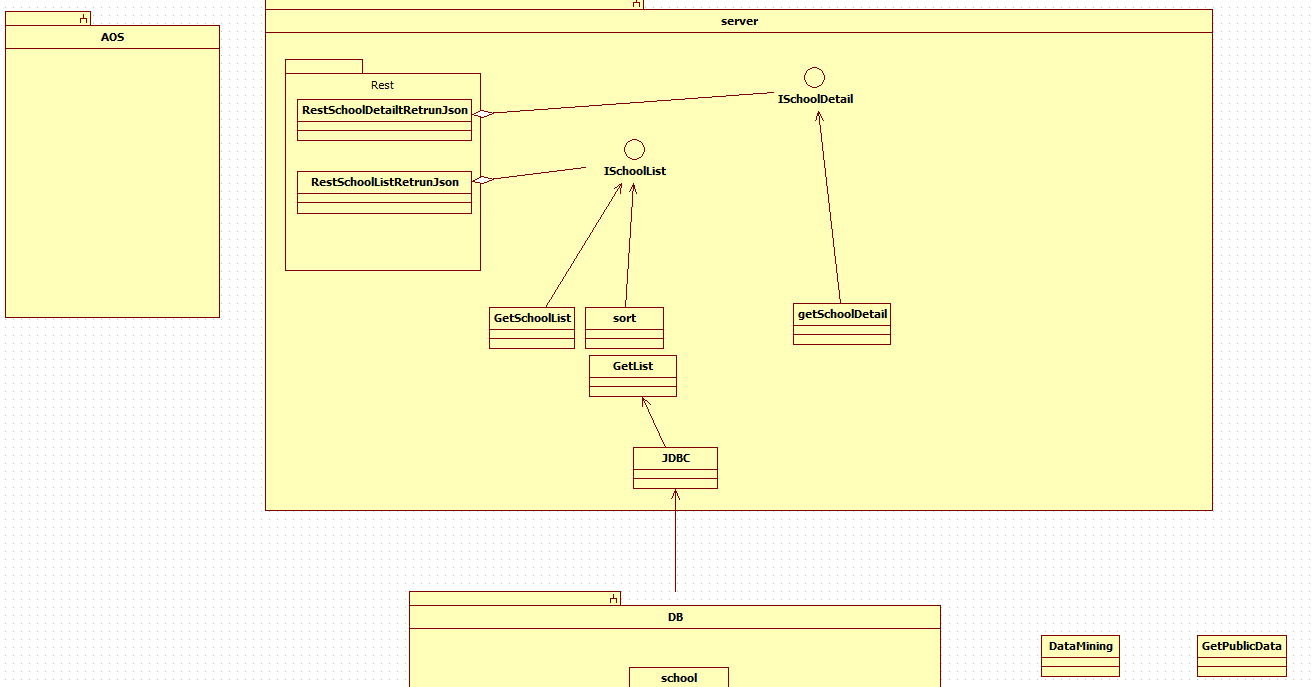 AOS
server
Rest
RestSchoolDetailtRetrunJson
ISchoolDetail
ISchoolList
RestSchoolListRetrunJson
GetSchoolList
sort
getSchoolDetail
GetList
JDBC
DB
DataMining
GetPublicData
school